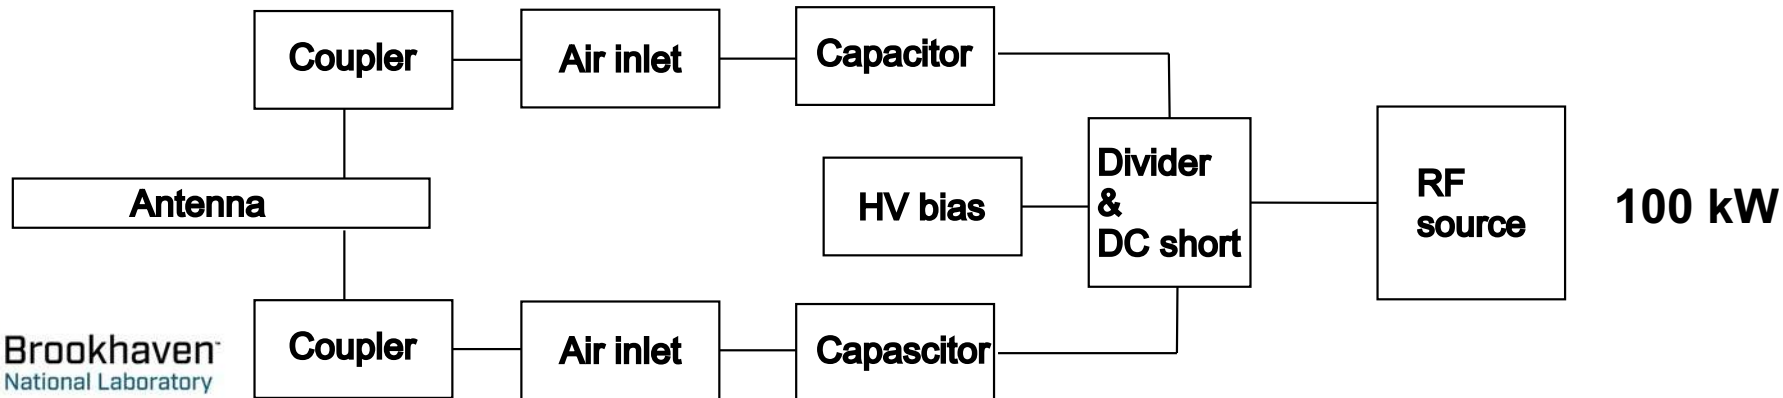 Coupler
Air inlet
Capacitor
Antenna
HV bias
Divider
&
DC short
RF
source
100 kW
Coupler
Air inlet
Capascitor
Brookhaven™
National Laboratory